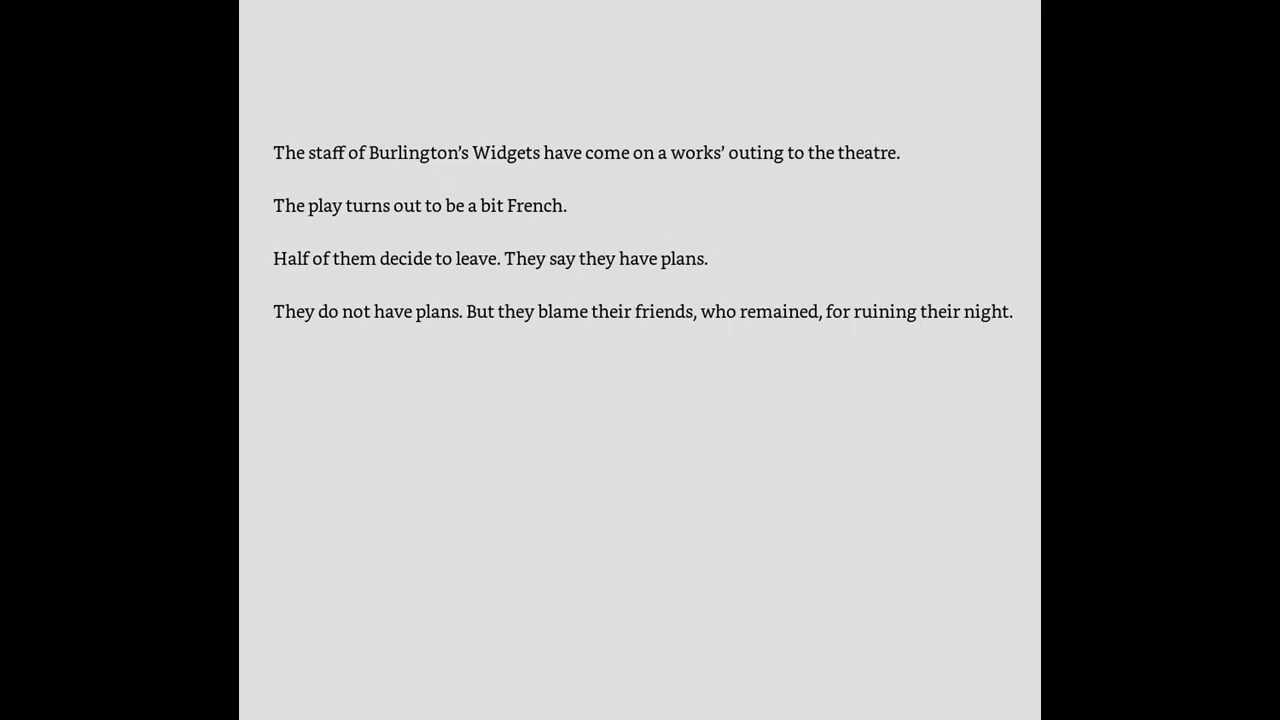 The staff of Burlington’s Widgets have come on a works’ outing to the theatre.
The play turns out to be a bit French.
Half of them decide to leave. They say they have plans.
They do not have plans. But they blame their friends, who remained, for ruining their night.